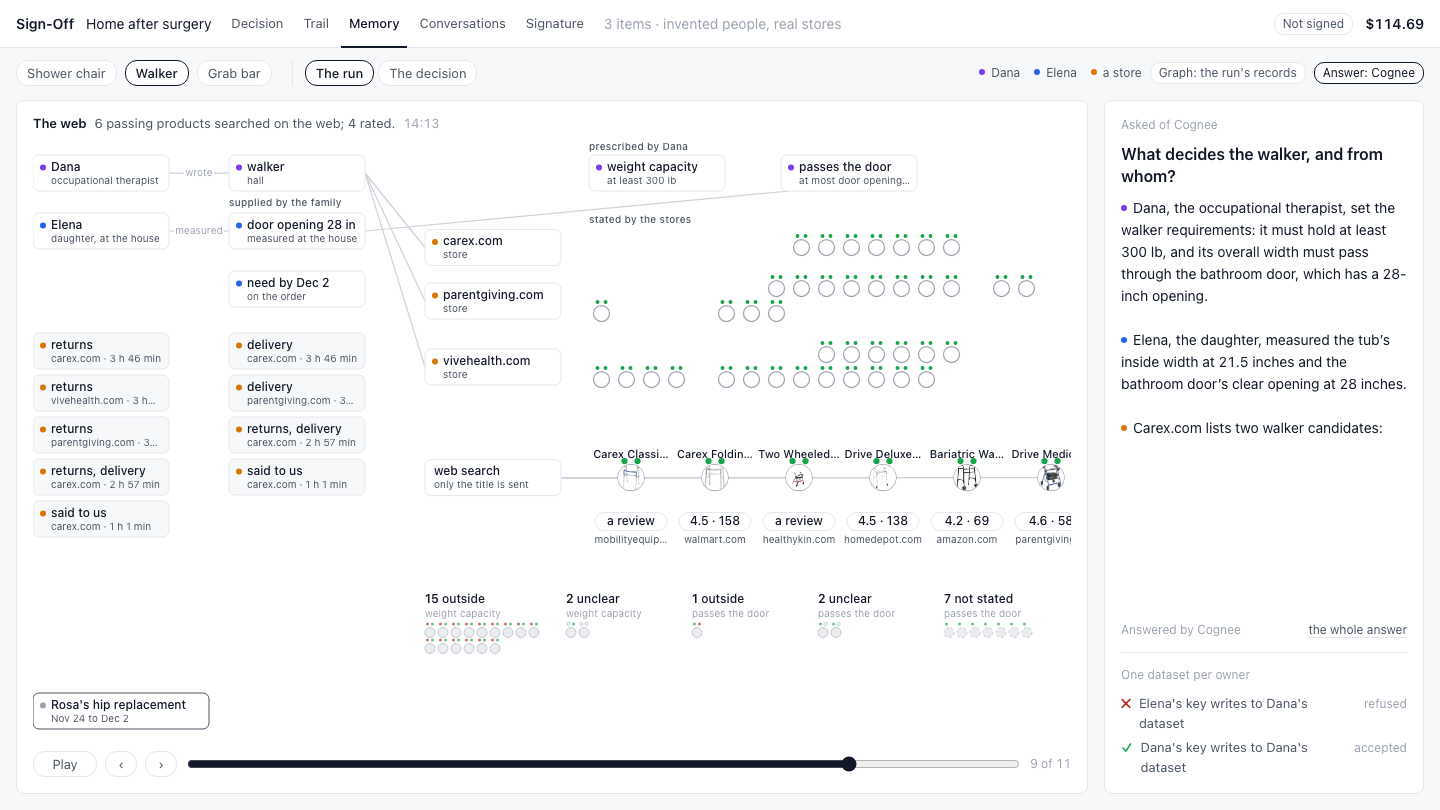 Sign-Off Home after surgery Decision Trail Memory Conversations Signature 3 items · invented people, real stores Not signed $114.69
Shower chair Walker Grab bar The run The decision Dana Elena a store Graph: the run's records Answer: Cognee
The web 6 passing products searched on the web; 4 rated. 14:13
prescribed by Dana
Dana
occupational therapist
wrote
walker
hall
weight capacity
at least 300 lb
passes the door
at most door opening...
supplied by the family
stated by the stores
Elena
daughter, at the house
measured
door opening 28 in
measured at the house
carex.com
store
need by Dec 2
on the order
parentgiving.com
store
vivehealth.com
store
returns
carex.com · 3 h 46 min
delivery
carex.com · 3 h 46 min
returns
vivehealth.com · 3 h...
delivery
parentgiving.com · 3...
returns
parentgiving.com · 3...
returns, delivery
carex.com · 2 h 57 min
returns, delivery
carex.com · 2 h 57 min
said to us
carex.com · 1 h 1 min
said to us
carex.com · 1 h 1 min
web search
only the title is sent
Carex Classi... Carex Foldin... Two Wheeled... Drive Deluxe... Bariatric Wa... Drive Medic
a review 4.5 · 158 a review 4.5 · 138 4.2 · 69 4.6 · 58
mobilityequip... walmart.com healthykin.com homedepot.com amazon.com parentgiving
15 outside 2 unclear 1 outside 2 unclear 7 not stated
weight capacity weight capacity passes the door passes the door passes the door
Rosa's hip replacement
Nov 24 to Dec 2
Play ‹ › 9 of 11
Asked of Cognee
What decides the walker, and from
whom?
Dana, the occupational therapist, set the
walker requirements: it must hold at least
300 lb, and its overall width must pass
through the bathroom door, which has a 28-
inch opening.
Elena, the daughter, measured the tub's
inside width at 21.5 inches and the
bathroom door's clear opening at 28 inches.
Carex.com lists two walker candidates:
Answered by Cognee the whole answer
One dataset per owner
Elena's key writes to Dana's refused
dataset
Dana's key writes to Dana's accepted
dataset